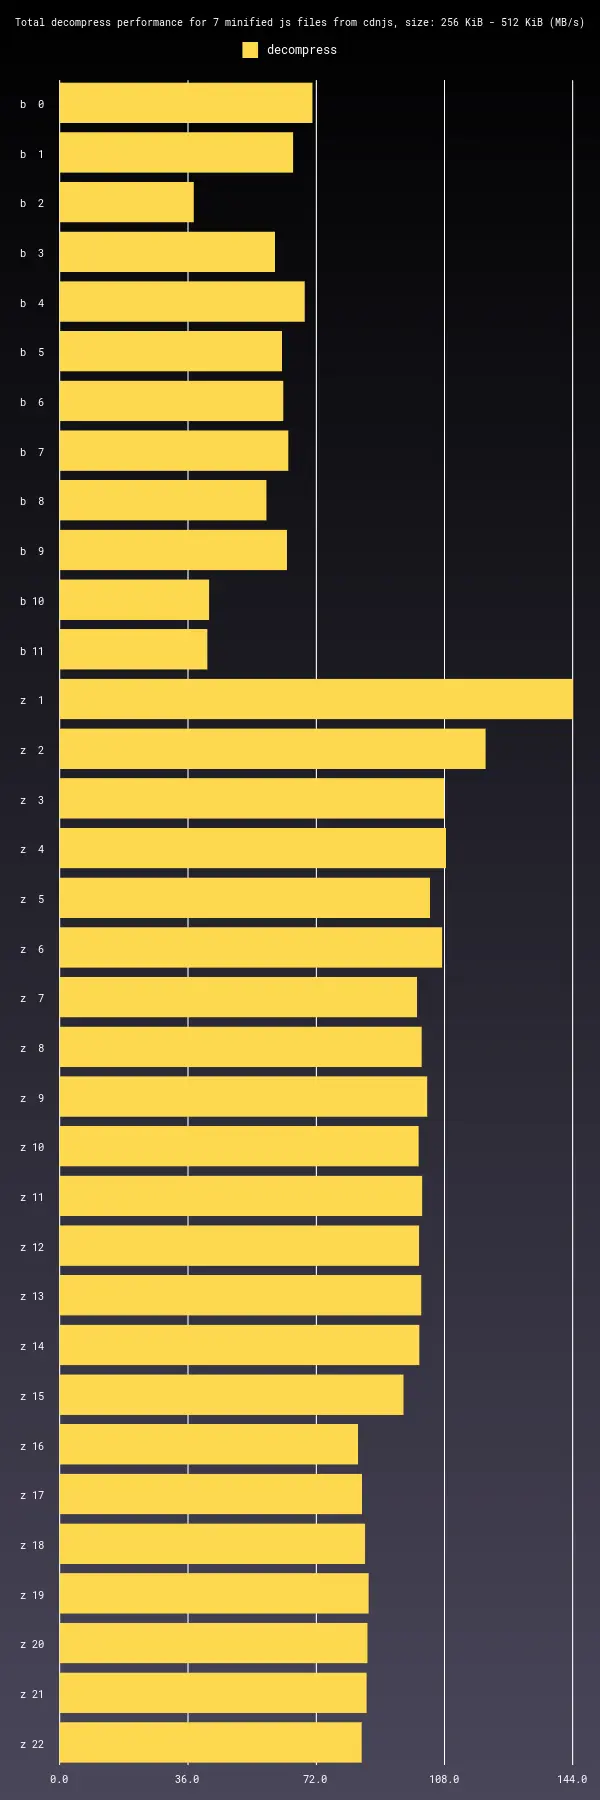 Total decompress performance for 7 minified js files from cdnjs, size: 256 KiB - 512 KiB (MB/s)
decompress
b 0
b 1
b 2
b 3
b 4
b 5
b 6
b 7
b 8
b 9
b 10
b 11
z 1
z 2
z 3
z 4
z 5
z 6
z 7
z 8
z 9
z 10
z 11
z 12
z 13
z 14
z 15
z 16
z 17
z 18
z 19
z 20
z 21
z 22
0.0 36.0 72.0 108.0 144.0